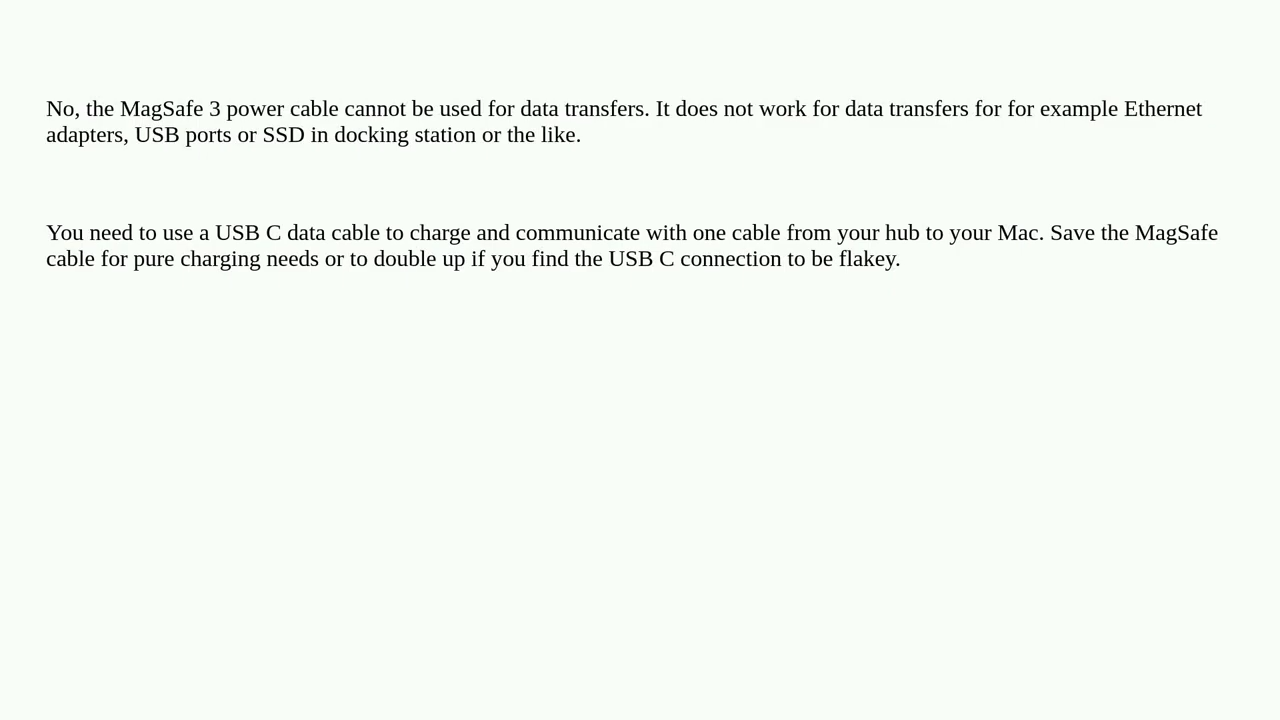 No, the MagSafe 3 power cable cannot be used for data transfers. It does not work for data transfers for for example Ethernet
adapters, USB ports or SSD in docking station or the like.
You need to use a USB C data cable to charge and communicate with one cable from your hub to your Mac. Save the MagSafe
cable for pure charging needs or to double up if you find the USB C connection to be flakey.